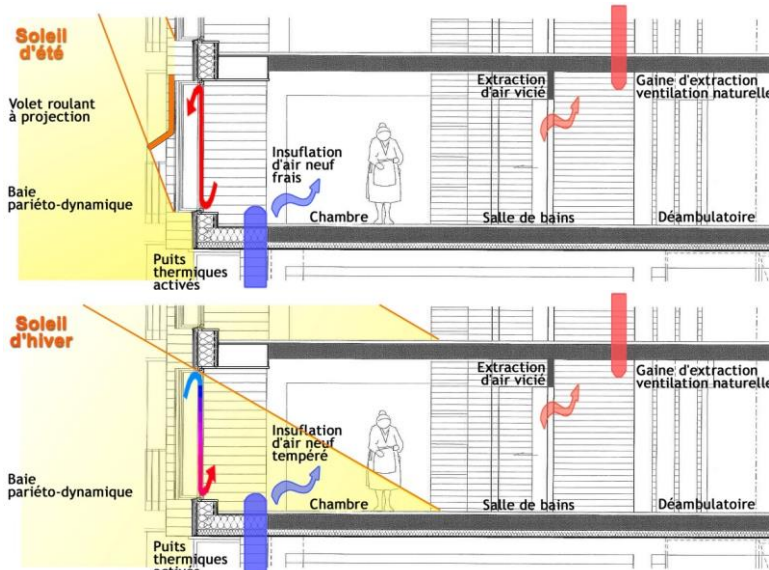 Soleil
d'été
Volet roulant
à projection
Baie
pariéto-dynamique
Puits
thermiques
activés
Insuflation
d'air neuf
frais
Chambre
Extraction
d'air vicié
Salle de bains
Gaine d'extraction
ventilation naturelle
Déambulatoire
Soleil
d'hiver
Baie
pariéto-dynamique
Puits
thermiques
activés
Insuflation
d'air neuf
tempéré
Chambre
Extraction
d'air vicié
Salle de bains
Gaine d'extraction
ventilation naturelle
Déambulatoire